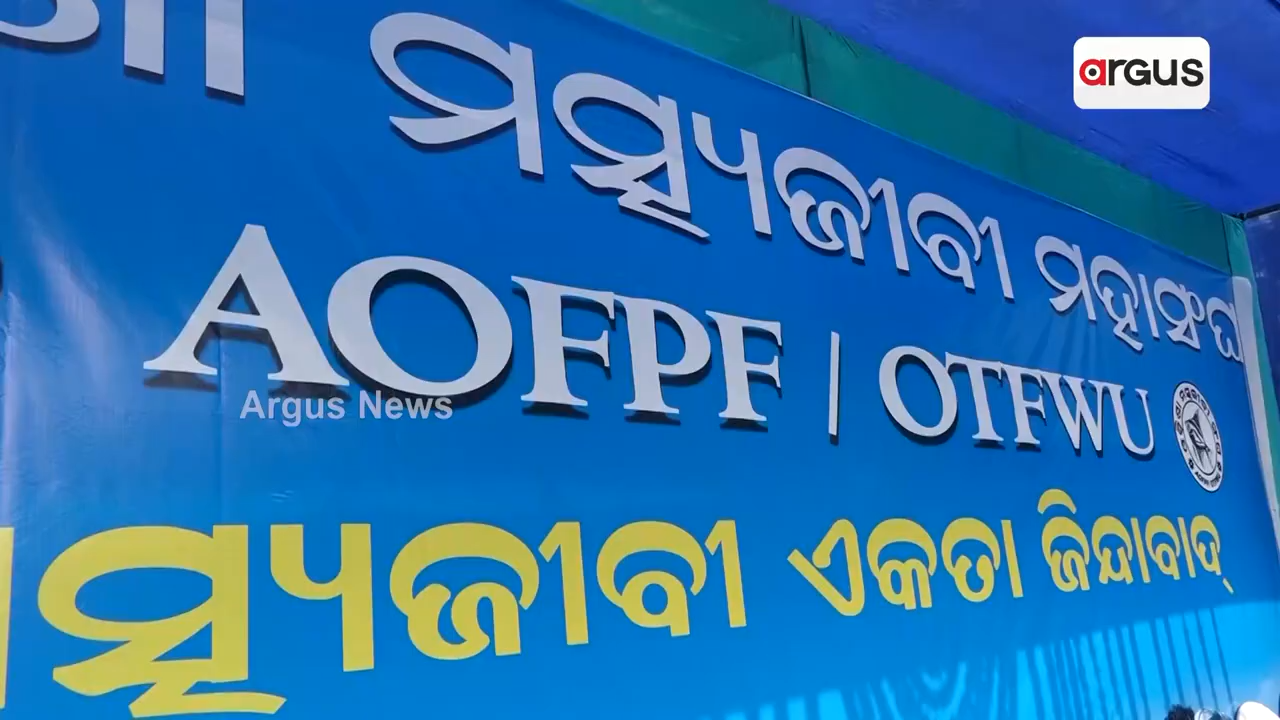 argus
ମତ୍ସ୍ୟଜୀବୀ ମହାସଂଘ
AOFPF | OTFWU
Argus News
ମତ୍ସ୍ୟଜୀବୀ ଏକତା ଜିନ୍ଦାବାଦ୍